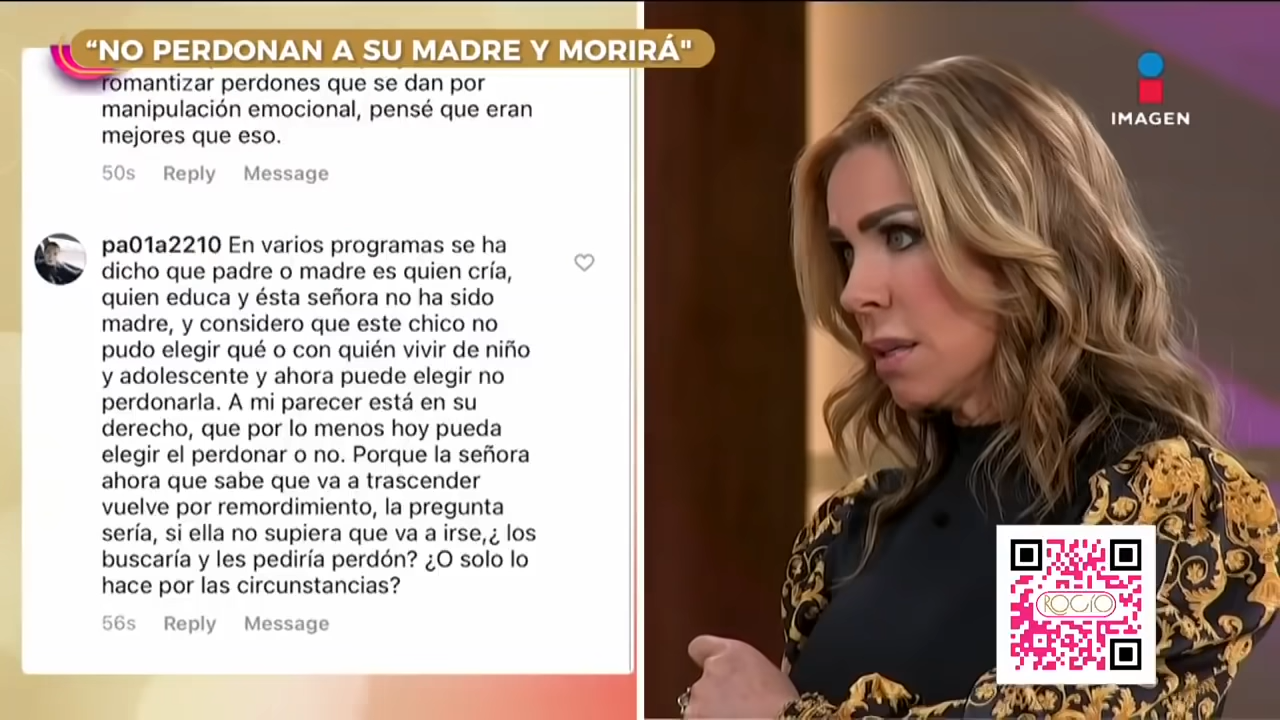 “NO PERDONAN A SU MADRE Y MORIRÁ"
romantizar perdones que se dan por
manipulación emocional, pensé que eran
mejores que eso.
50s Reply Message
pa01a2210 En varios programas se ha
dicho que padre o madre es quien cría,
quien educa y ésta señora no ha sido
madre, y considero que este chico no
pudo elegir qué o con quién vivir de niño
y adolescente y ahora puede elegir no
perdonarla. A mi parecer está en su
derecho, que por lo menos hoy pueda
elegir el perdonar o no. Porque la señora
ahora que sabe que va a trascender
vuelve por remordimiento, la pregunta
sería, si ella no supiera que va a irse,¿ los
buscaría y les pediría perdón? ¿O solo lo
hace por las circunstancias?
56s Reply Message
IMAGEN
ROCÍO